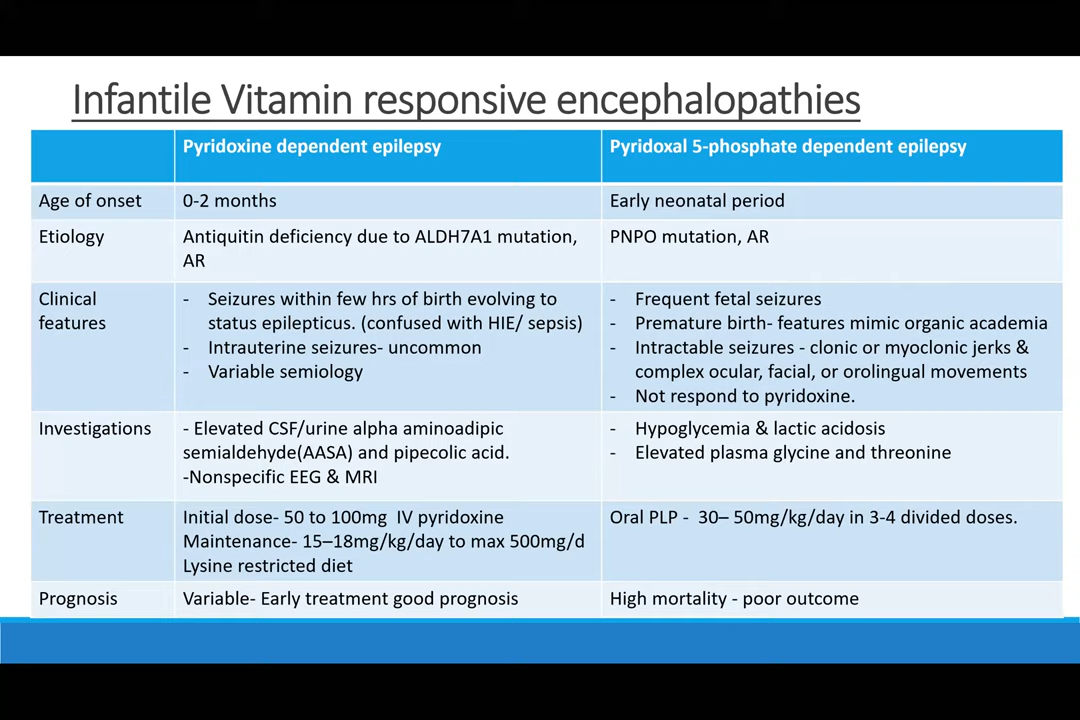 Infantile Vitamin responsive encephalopathies
Pyridoxine dependent epilepsy
Pyridoxal 5-phosphate dependent epilepsy
Age of onset
0-2 months
Early neonatal period
Etiology
Antiquitin deficiency due to ALDH7A1 mutation,
AR
PNPO mutation, AR
Clinical
features
- Seizures within few hrs of birth evolving to
status epilepticus. (confused with HIE/ sepsis)
- Intrauterine seizures- uncommon
- Variable semiology
- Frequent fetal seizures
- Premature birth- features mimic organic academia
- Intractable seizures - clonic or myoclonic jerks &
complex ocular, facial, or orolingual movements
- Not respond to pyridoxine.
Investigations
- Elevated CSF/urine alpha aminoadipic
semialdehyde(AASA) and pipecolic acid.
-Nonspecific EEG & MRI
- Hypoglycemia & lactic acidosis
- Elevated plasma glycine and threonine
Treatment
Initial dose- 50 to 100mg IV pyridoxine
Maintenance- 15–18mg/kg/day to max 500mg/d
Lysine restricted diet
Oral PLP - 30– 50mg/kg/day in 3-4 divided doses.
Prognosis
Variable- Early treatment good prognosis
High mortality - poor outcome